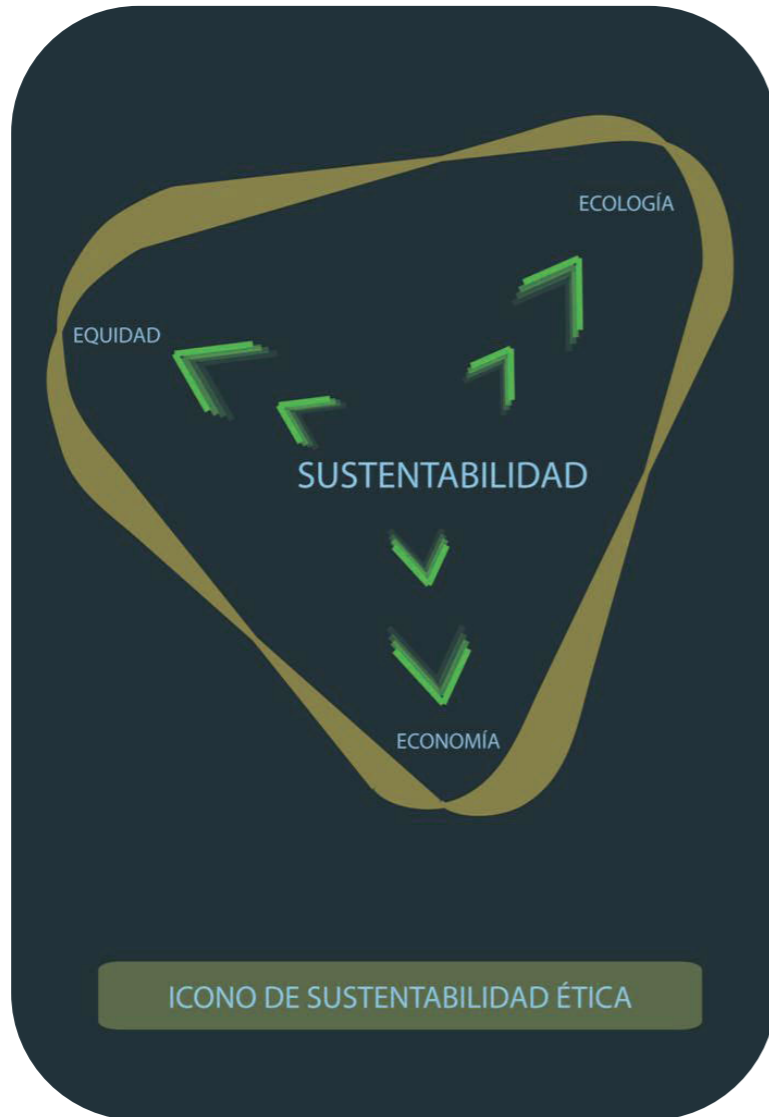 ECOLOGÍA
EQUIDAD
SUSTENTABILIDAD
ECONOMÍA
ICONO DE SUSTENTABILIDAD ÉTICA